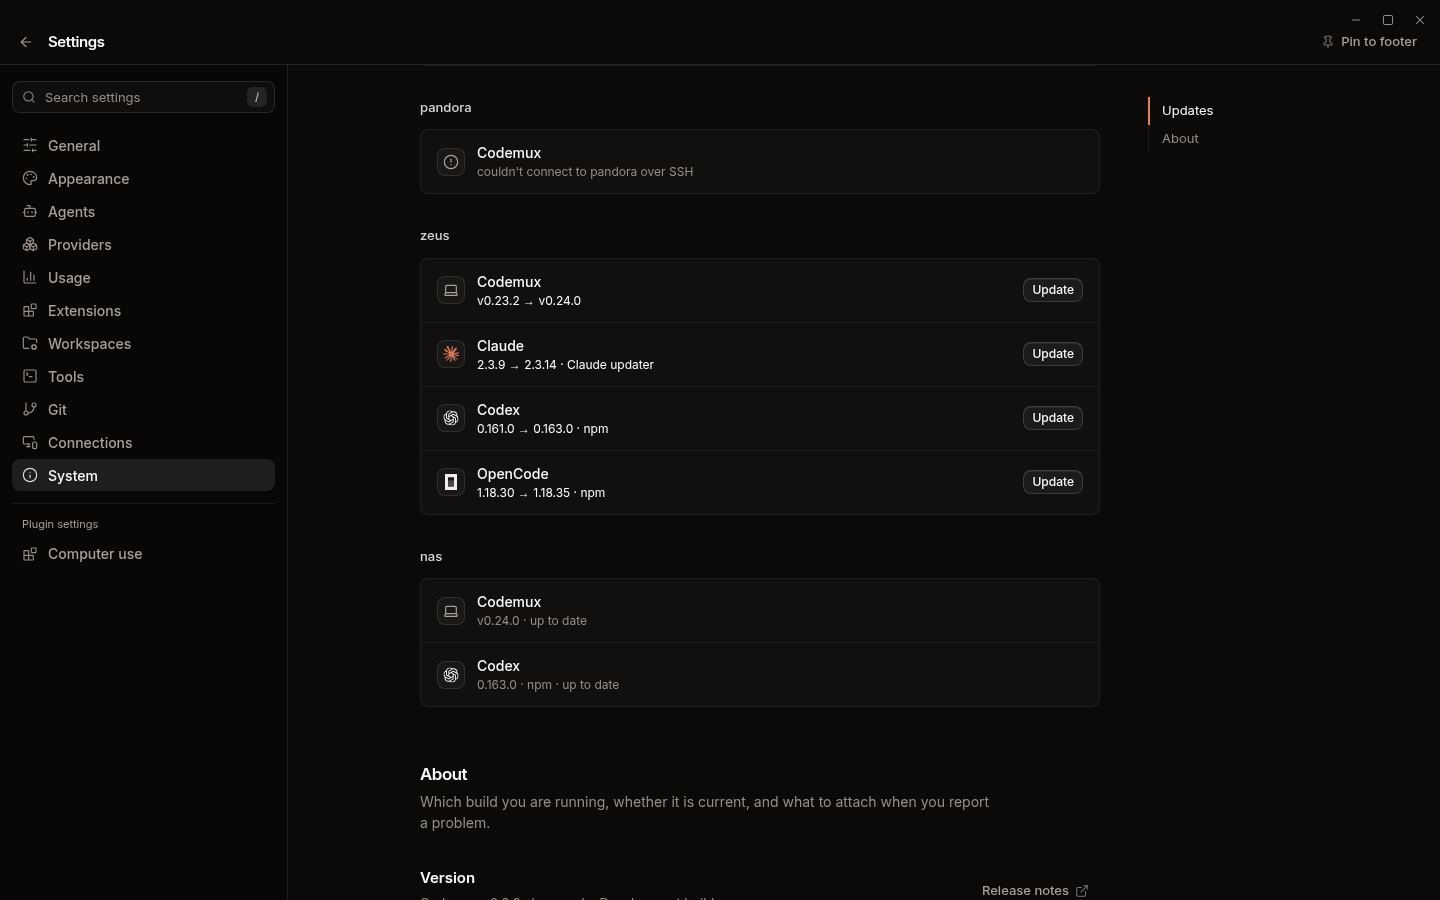 Settings
Pin to footer
Search settings /
General
Appearance
Agents
Providers
Usage
Extensions
Workspaces
Tools
Git
Connections
System
Plugin settings
Computer use
pandora
Codemux
couldn't connect to pandora over SSH
zeus
Codemux
v0.23.2 → v0.24.0
Update
Claude
2.3.9 → 2.3.14 · Claude updater
Update
Codex
0.161.0 → 0.163.0 · npm
Update
OpenCode
1.18.30 → 1.18.35 · npm
Update
nas
Codemux
v0.24.0 · up to date
Codex
0.163.0 · npm · up to date
About
Which build you are running, whether it is current, and what to attach when you report
a problem.
Version
Release notes
Updates
About